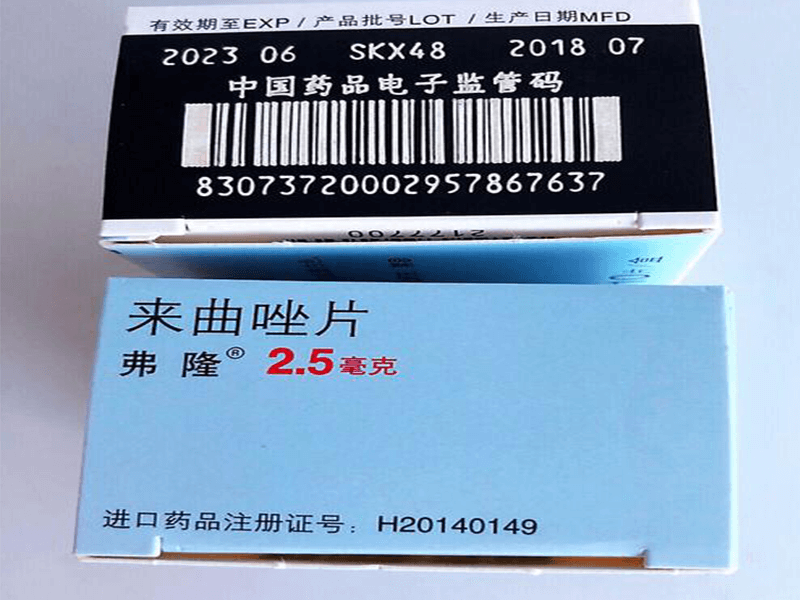 有效期至EXP / 产品批号LOT / 生产日期MFD
2023 06 SKX48 2018 07
中国药品电子监管码
83073720002957867637
来曲唑片
弗隆® 2.5毫克
进口药品注册证号：H20140149